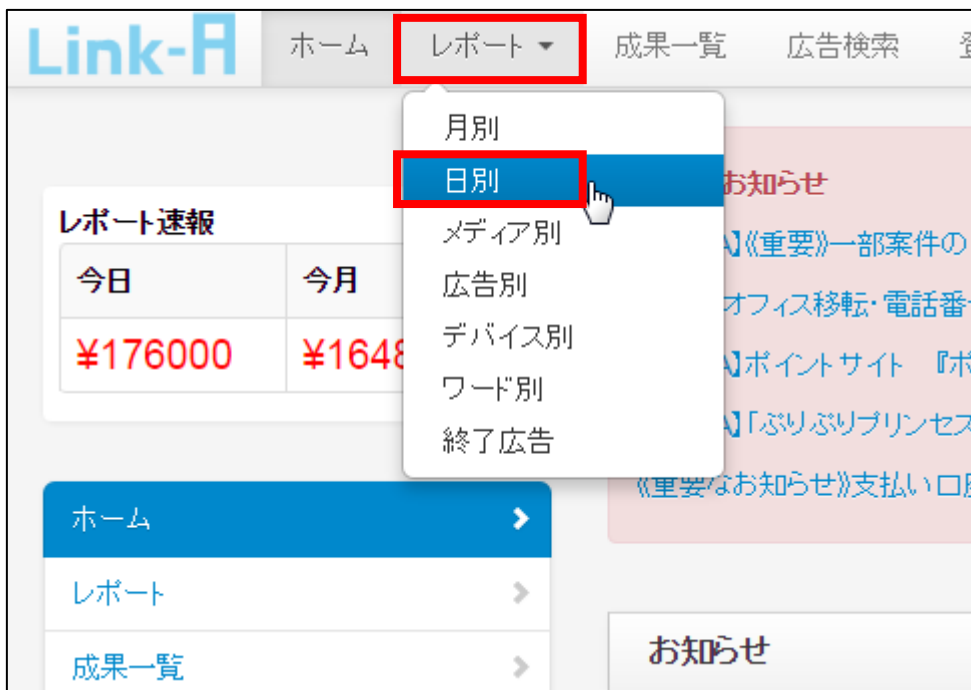 Link-A ホーム レポート 成果一覧 広告検索
月別
日別
メディア別
広告別
デバイス別
ワード別
終了広告
レポート速報
今日 今月
¥176000 ¥1648
ホーム
レポート
成果一覧
お知らせ
】《重要》一部案件の
オフィス移転・電話番
】ポイントサイト 『ポ
】「ぷりぷりプリンセス
《重要なお知らせ》支払い口
お知らせ